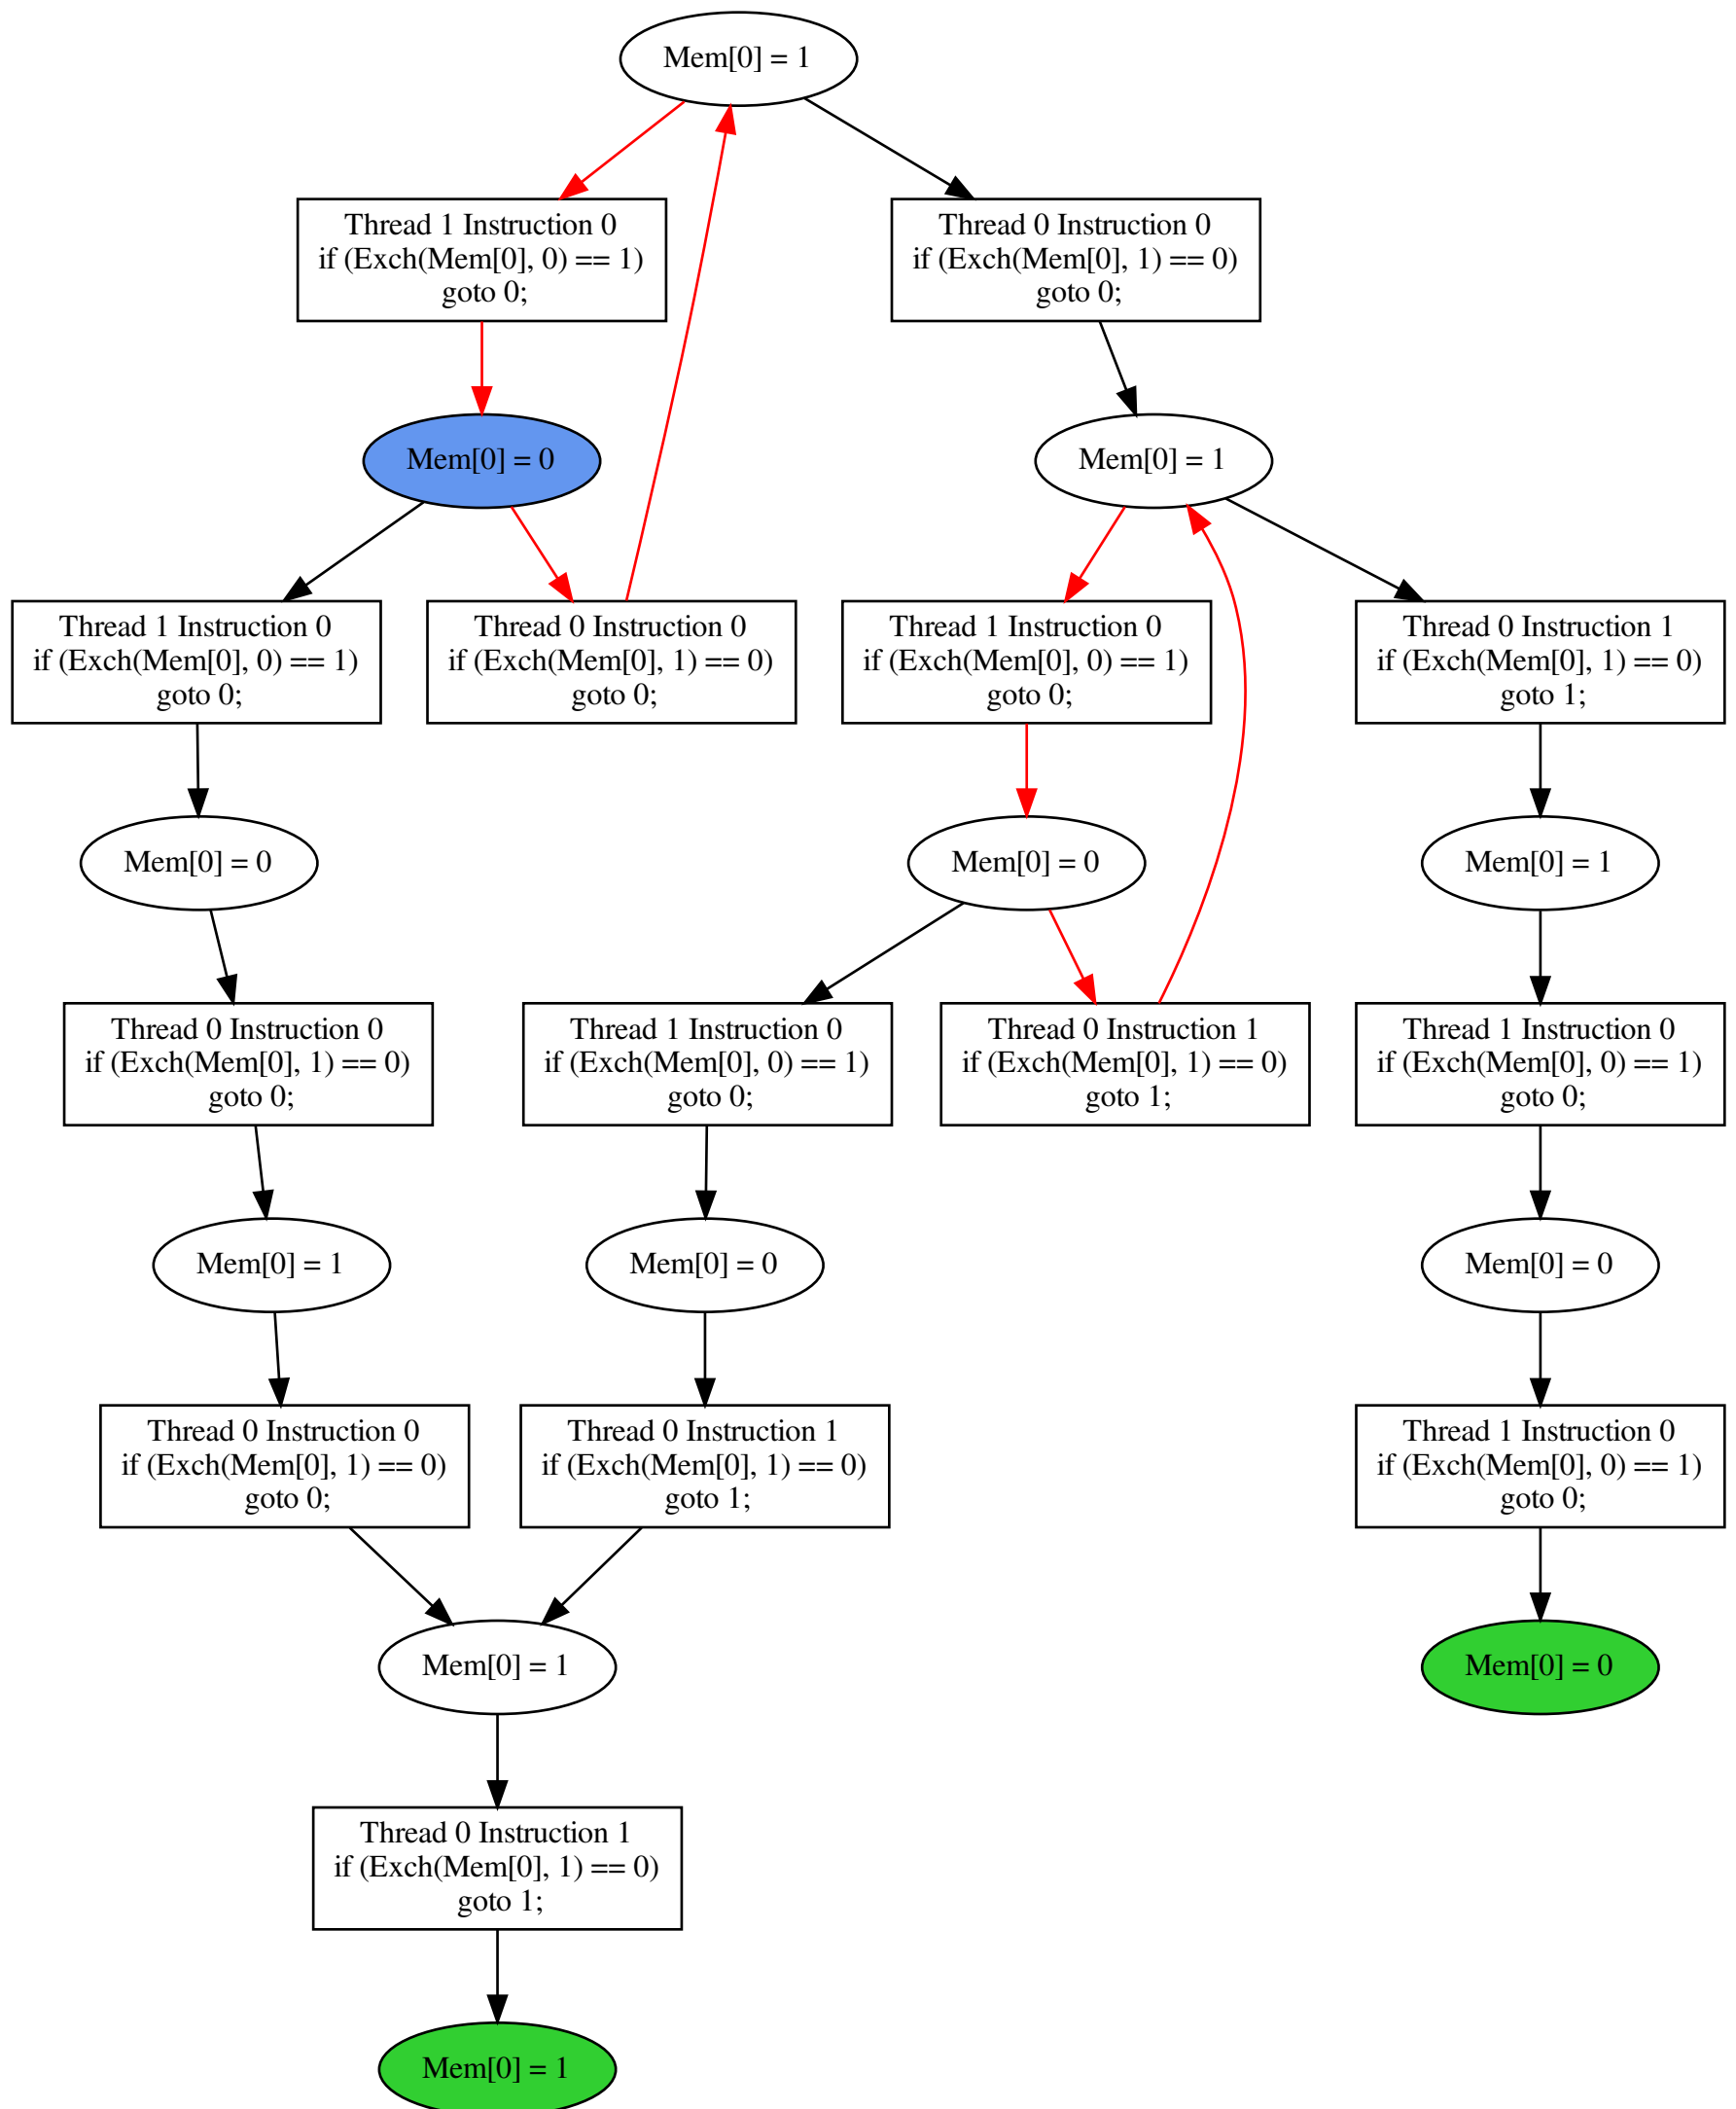 Mem[0] = 1
Thread 1 Instruction 0
if (Exch(Mem[0], 0) == 1)
goto 0;
Thread 0 Instruction 0
if (Exch(Mem[0], 1) == 0)
goto 0;
Mem[0] = 0
Mem[0] = 1
Thread 1 Instruction 0
if (Exch(Mem[0], 0) == 1)
goto 0;
Thread 0 Instruction 0
if (Exch(Mem[0], 1) == 0)
goto 0;
Thread 1 Instruction 0
if (Exch(Mem[0], 0) == 1)
goto 0;
Thread 0 Instruction 1
if (Exch(Mem[0], 1) == 0)
goto 1;
Mem[0] = 0
Mem[0] = 0
Mem[0] = 1
Thread 0 Instruction 0
if (Exch(Mem[0], 1) == 0)
goto 0;
Thread 1 Instruction 0
if (Exch(Mem[0], 0) == 1)
goto 0;
Thread 0 Instruction 1
if (Exch(Mem[0], 1) == 0)
goto 1;
Thread 1 Instruction 0
if (Exch(Mem[0], 0) == 1)
goto 0;
Mem[0] = 1
Mem[0] = 0
Mem[0] = 0
Thread 0 Instruction 0
if (Exch(Mem[0], 1) == 0)
goto 0;
Thread 0 Instruction 1
if (Exch(Mem[0], 1) == 0)
goto 1;
Thread 1 Instruction 0
if (Exch(Mem[0], 0) == 1)
goto 0;
Mem[0] = 1
Mem[0] = 0
Thread 0 Instruction 1
if (Exch(Mem[0], 1) == 0)
goto 1;
Mem[0] = 1